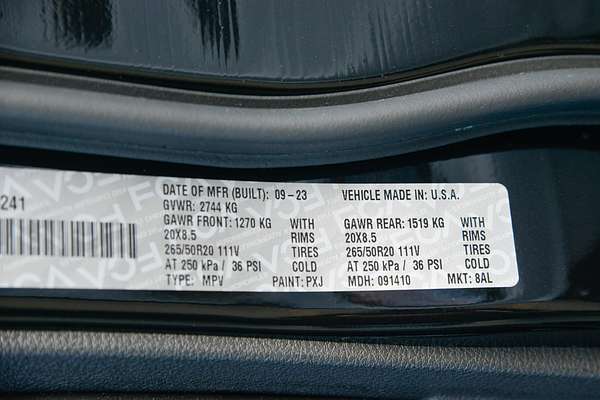 241
DATE OF MFR (BUILT): 09-23 VEHICLE MADE IN: U.S.A.
GVWR: 2744 KG
GAWR FRONT: 1270 KG WITH GAWR REAR: 1519 KG WITH
20X8.5 RIMS 20X8.5 RIMS
265/50R20 111V TIRES 265/50R20 111V TIRES
AT 250 kPa / 36 PSI COLD AT 250 kPa / 36 PSI COLD
TYPE: MPV PAINT: PXJ MDH: 091410 MKT: 8AL